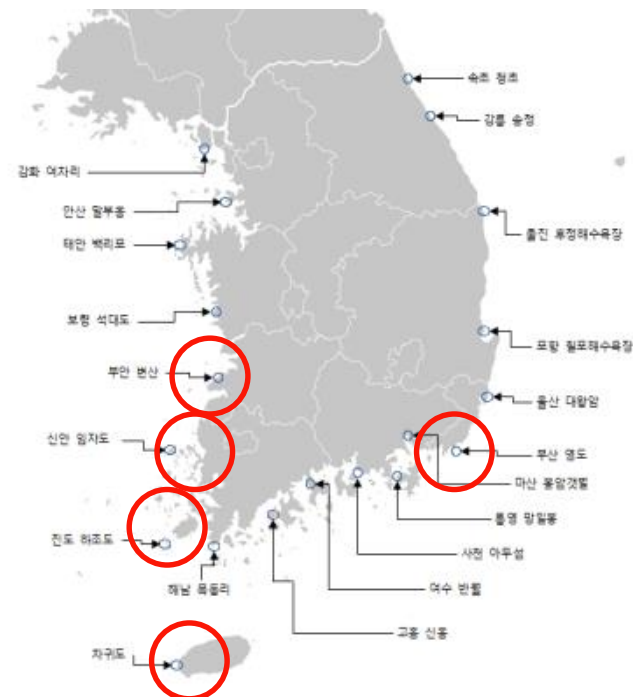 속초 청초
강릉 송정
강화 여차리
안산 말부흥
태안 백리포
울진 후정해수욕장
보령 석대도
포항 칠포해수욕장
부안 변산
울산 대왕암
신안 임자도
부산 영도
마산 봉암갯벌
통영 망일봉
진도 하조도
사천 아두섬
해남 묵동리
여수 반월
고흥 신흥
차귀도